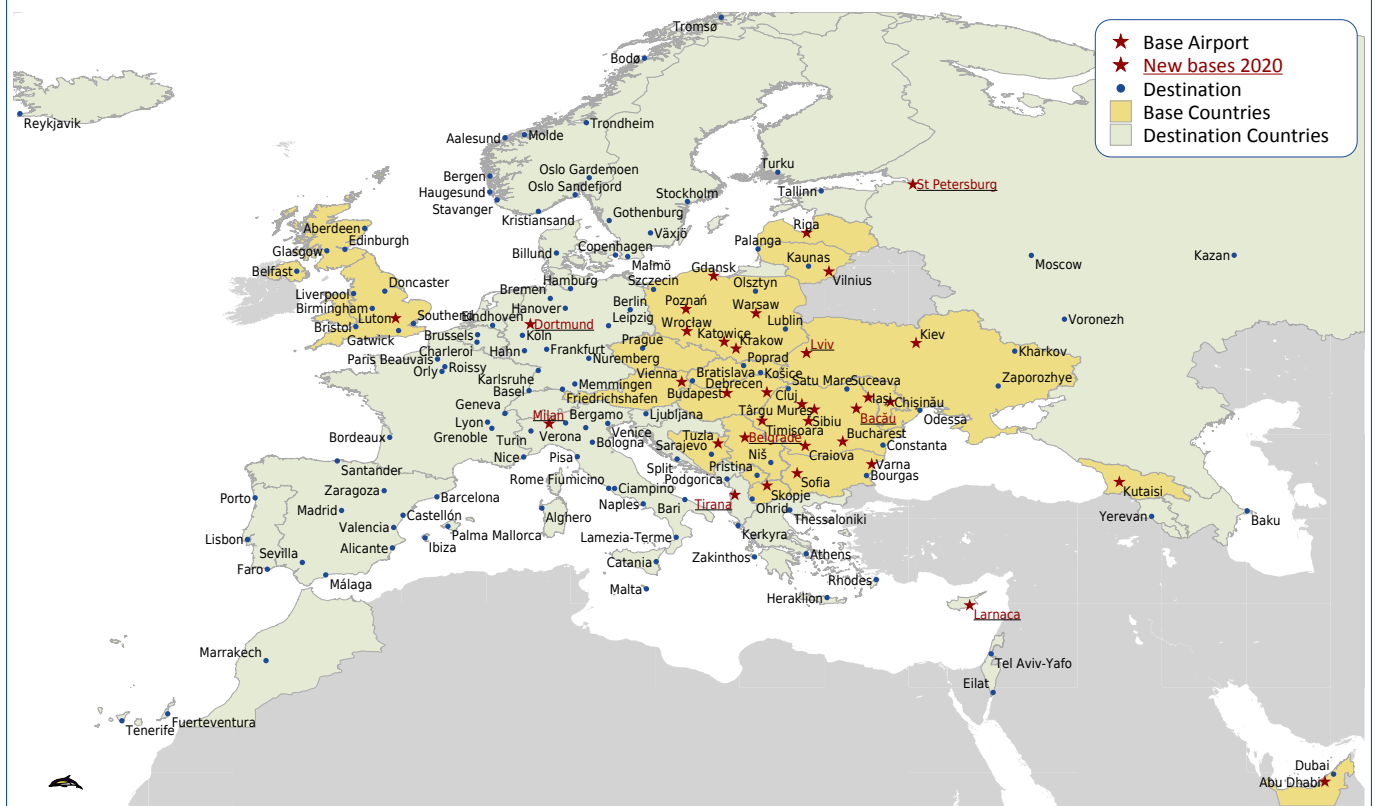 Tromsø
Bodø
Base Airport
New bases 2020
Destination
Base Countries
Destination Countries
Reykjavik
Trondheim
Molde
Aalesund
Turku
Oslo Gardemoen
Bergen
Oslo Sandefjord
Haugesund
Stavanger
Stockholm
Tallinn
St Petersburg
Kristiansand
Gothenburg
Växjö
Riga
Aberdeen
Edinburgh
Glasgow
Palanga
Billund
Copenhagen
Malmö
Kaunas
Vilnius
Moscow
Kazan
Belfast
Gdansk
Doncaster
Hamburg
Szczecin
Olsztyn
Liverpool
Bremen
Birmingham
Hanover
Berlin
Poznań
Warsaw
Luton
Southend
Eindhoven
Dortmund
Leipzig
Wrocław
Lublin
Voronezh
Bristol
Gatwick
Brussels
Köln
Prague
Katowice
Krakow
Lviv
Kiev
Charleroi
Hahn
Frankfurt
Nuremberg
Poprad
Kharkov
Paris Beauvais
Orly
Roissy
Karlsruhe
Basel
Memmingen
Friedrichshafen
Vienna
Bratislava
Košice
Debrecen
Budapest
Satu Mare
Suceava
Zaporozhye
Geneva
Milan
Bergamo
Ljubljana
Cluj
Iasi
Chişinău
Târgu Mures
Sibiu
Bacău
Odessa
Lyon
Grenoble
Turin
Verona
Venice
Bologna
Tuzla
Belgrade
Timisoara
Bucharest
Constanta
Bordeaux
Nice
Pisa
Sarajevo
Niš
Craiova
Santander
Split
Pristina
Podgorica
Sofia
Varna
Bourgas
Rome Fiumicino
Ciampino
Zaragoza
Barcelona
Porto
Madrid
Castellón
Alghero
Naples
Bari
Tirana
Skopje
Ohrid
Thessaloniki
Kutaisi
Yerevan
Baku
Valencia
Palma Mallorca
Lisbon
Ibiza
Lamezia-Terme
Kerkyra
Sevilla
Alicante
Catania
Zakinthos
Athens
Faro
Málaga
Malta
Rhodes
Heraklion
Larnaca
Marrakech
Tel Aviv-Yafo
Eilat
Fuerteventura
Tenerife
Dubai
Abu Dhabi